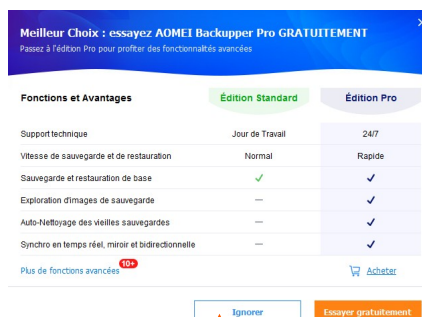 Meilleur Choix : essayez AOMEI Backupper Pro GRATUITEMENT
Passez à l'édition Pro pour profiter des fonctionnalités avancées
Fonctions et Avantages Édition Standard Édition Pro
Support technique Jour de Travail 24/7
Vitesse de sauvegarde et de restauration Normal Rapide
Sauvegarde et restauration de base
Exploration d'images de sauvegarde
Auto-Nettoyage des vieilles sauvegardes
Synchro en temps réel, miroir et bidirectionnelle
Plus de fonctions avancées 10+ Acheter
Ignorer Essayer gratuitement